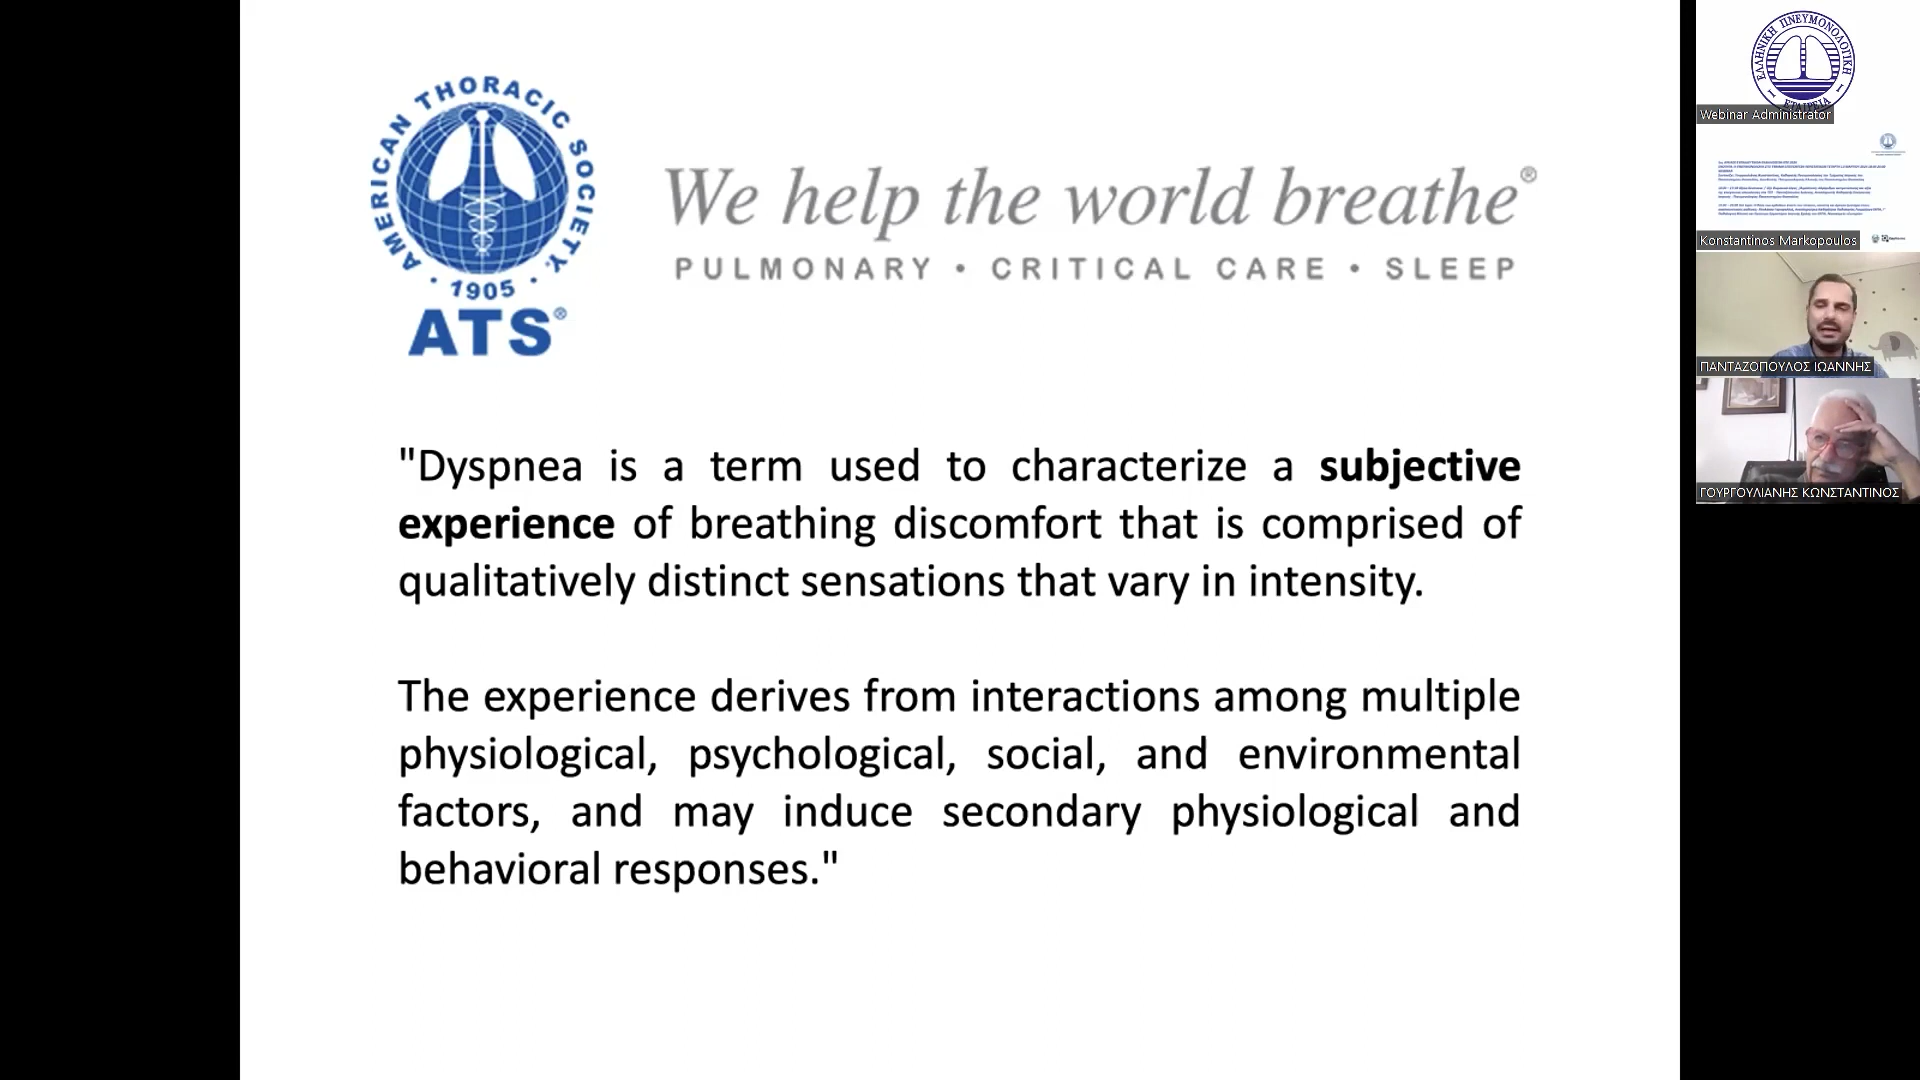 AMERICAN THORACIC SOCIETY
• 1905 •
ATS®
We help the world breathe®
PULMONARY • CRITICAL CARE • SLEEP
"Dyspnea is a term used to characterize a subjective
experience of breathing discomfort that is comprised of
qualitatively distinct sensations that vary in intensity.
The experience derives from interactions among multiple
physiological, psychological, social, and environmental
factors, and may induce secondary physiological and
behavioral responses."
ΕΛΛΗΝΙΚΗ ΠΝΕΥΜΟΝΟΛΟΓΙΚΗ
ΕΤΑΙΡΕΙΑ
Webinar Administrator
Konstantinos Markopoulos
ΠΑΝΤΑΖΟΠΟΥΛΟΣ ΙΩΑΝΝΗΣ
ΓΟΥΡΓΟΥΛΙΑΝΗΣ ΚΩΝΣΤΑΝΤΙΝΟΣ